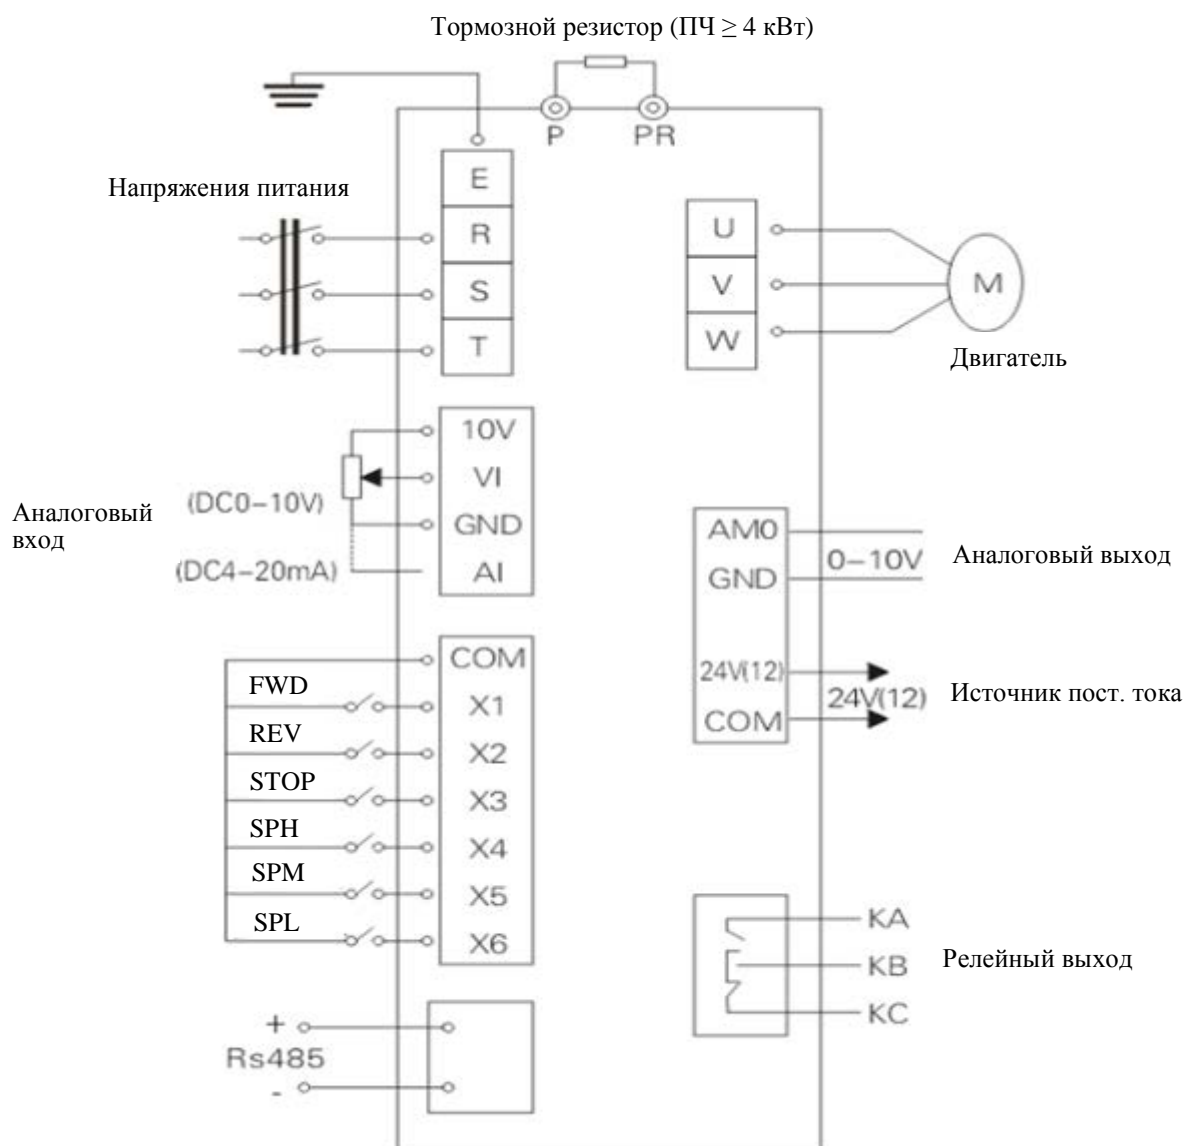 Тормозной резистор (ПЧ ≥ 4 кВт)
P
PR
Напряжения питания
E
R
S
T
U
V
W
M
Двигатель
Аналоговый
вход
(DC0-10V)
(DC4-20mA)
10V
VI
GND
AI
AM0
GND
0-10V
Аналоговый выход
24V(12)
COM
24V(12)
Источник пост. тока
COM
FWD
X1
REV
X2
STOP
X3
SPH
X4
SPM
X5
SPL
X6
KA
KB
KC
Релейный выход
+
Rs485
-